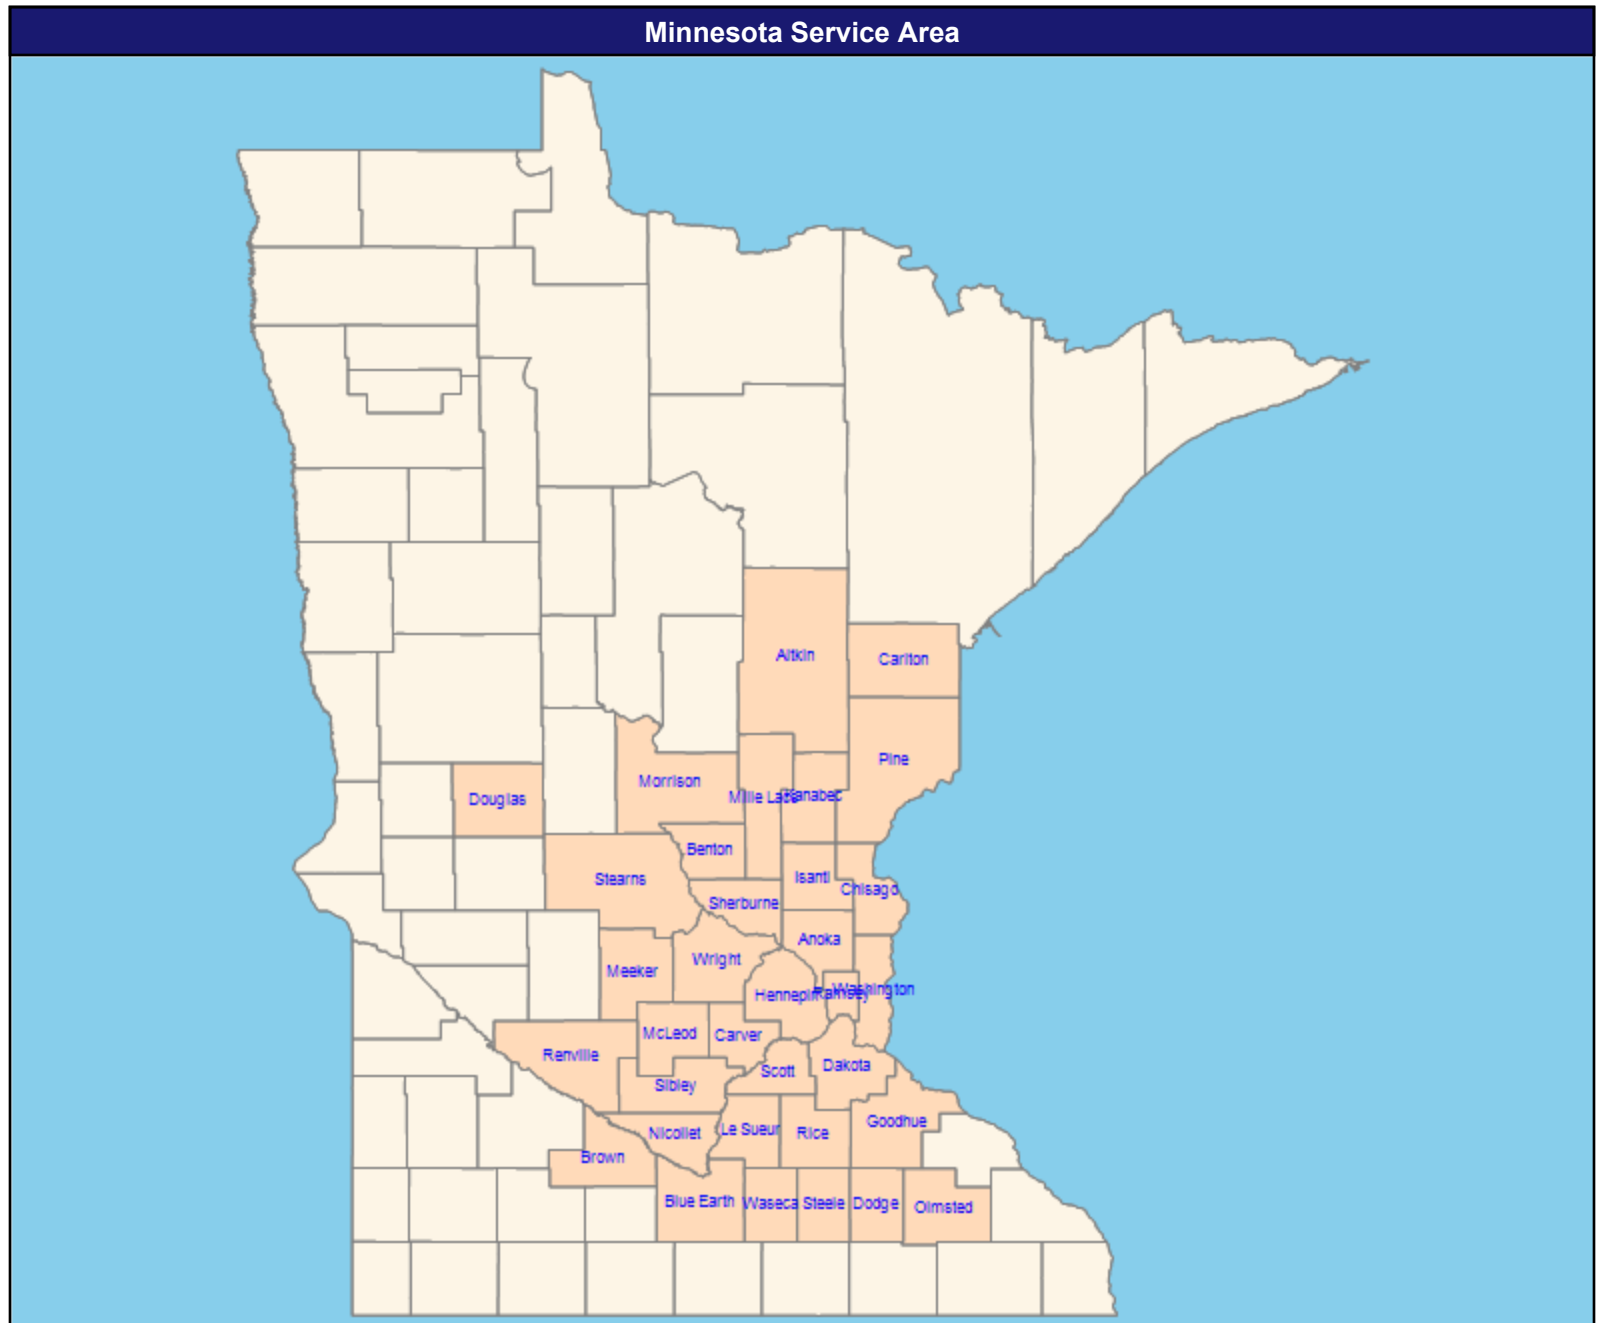 Minnesota Service Area
Aitkin
Carlton
Pine
Morrison
Douglas
Mille Lacs
Kanabec
Benton
Stearns
Isanti
Chisago
Sherburne
Anoka
Wright
Meeker
Hennepin
Ramsey
Washington
McLeod
Carver
Renville
Scott
Dakota
Sibley
Goodhue
Nicollet
Le Sueur
Rice
Brown
Blue Earth
Waseca
Steele
Dodge
Olmsted